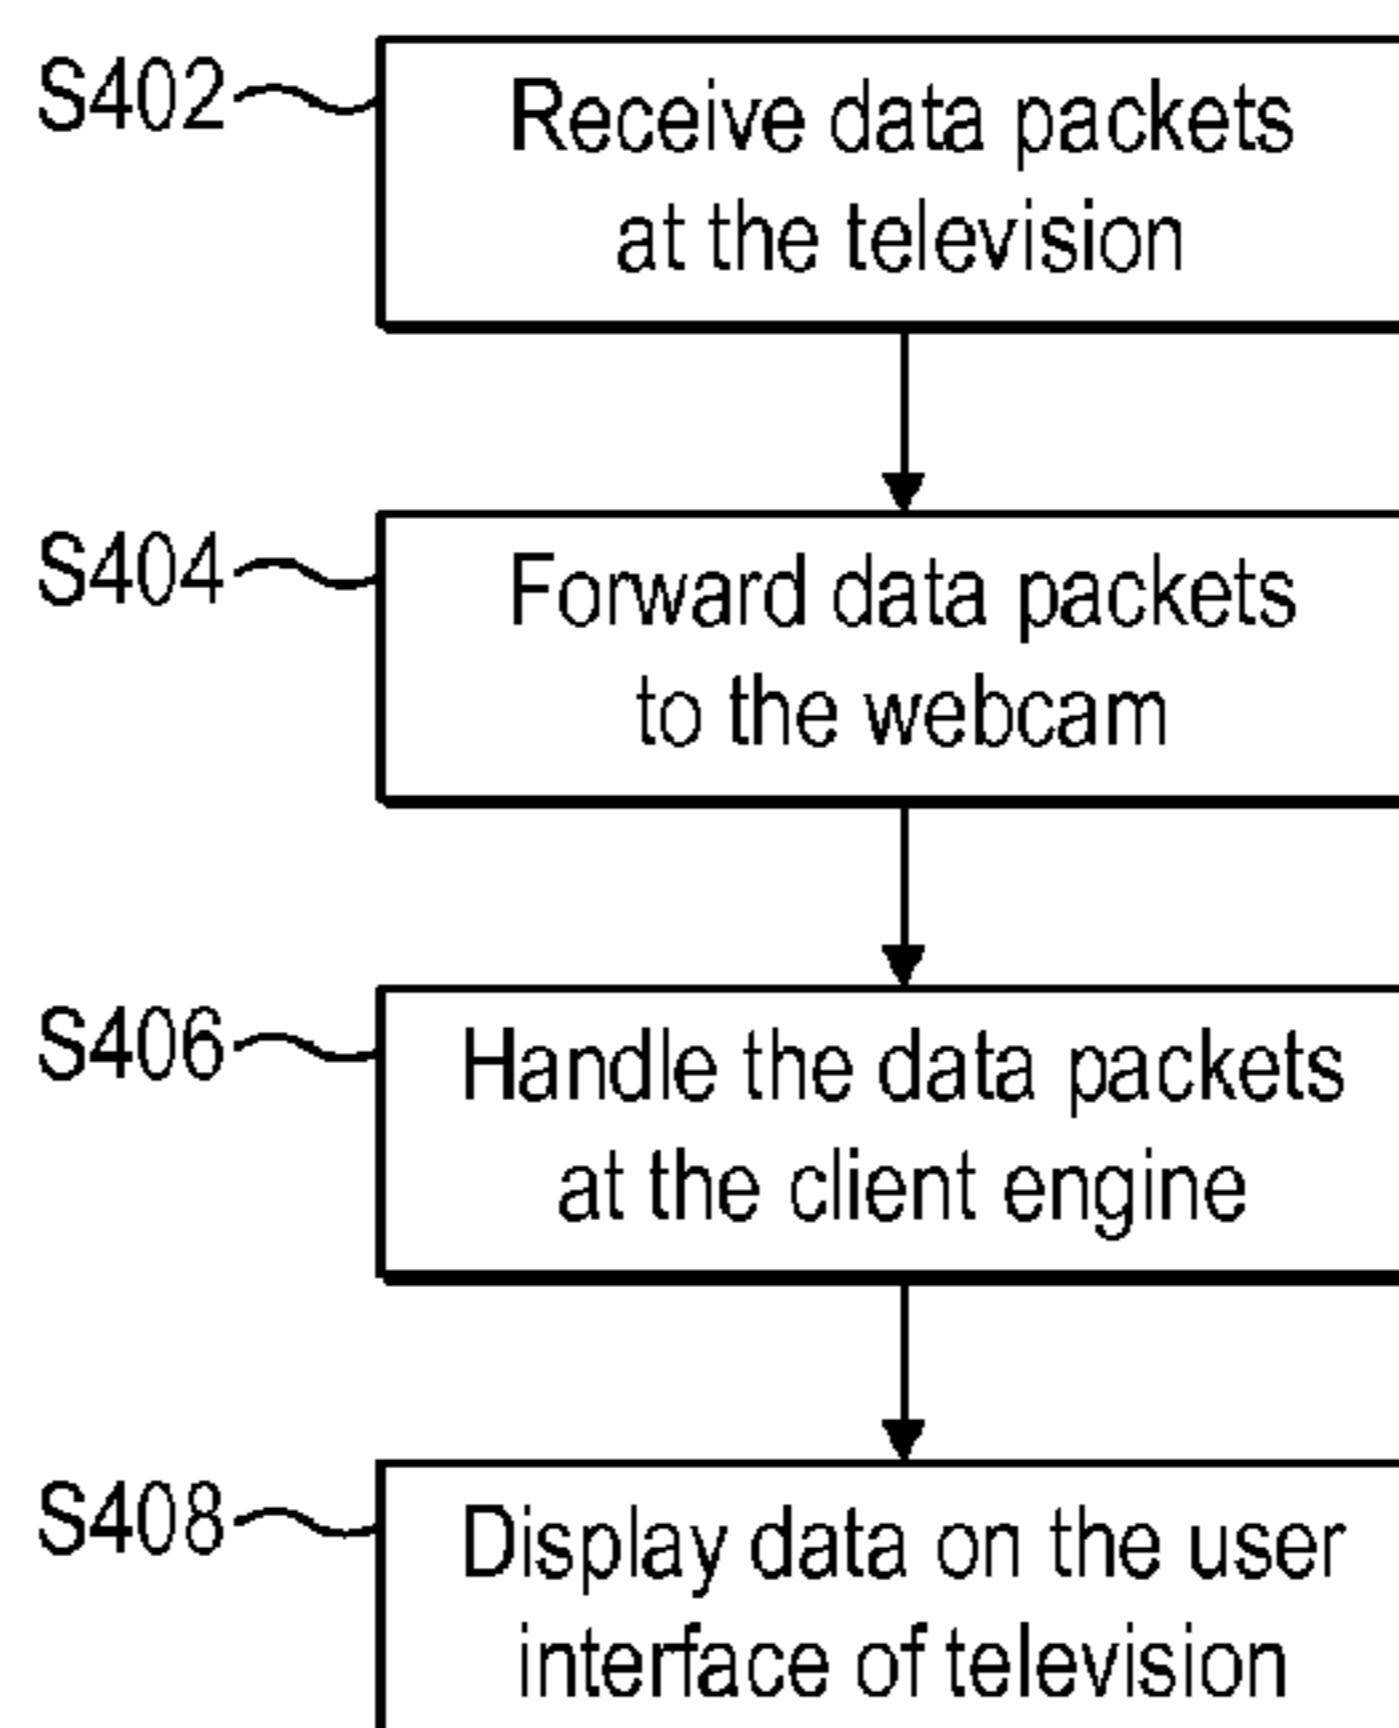 S402
Receive data packets
at the television
S404
Forward data packets
to the webcam
S406
Handle the data packets
at the client engine
S408
Display data on the user
interface of television